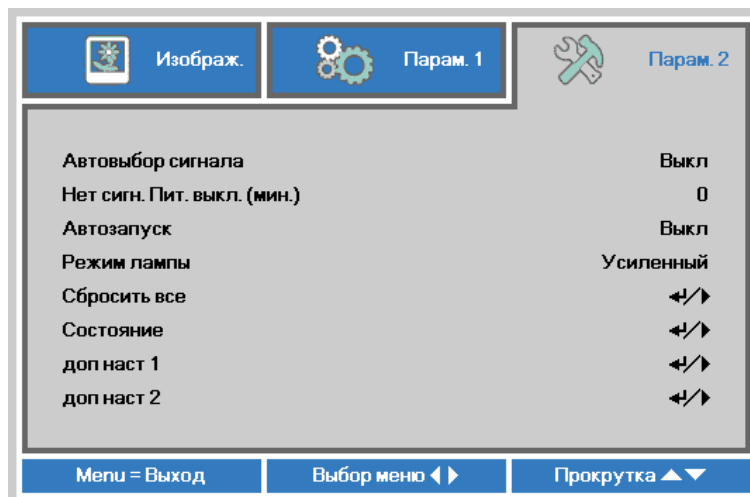 Изображ. Парам. 1 Парам. 2
Автовыбор сигнала Выкл
Нет сигн. Пит. выкл. (мин.) 0
Автозапуск Выкл
Режим лампы Усиленный
Сбросить все ↵/▶
Состояние ↵/▶
доп наст 1 ↵/▶
доп наст 2 ↵/▶
Menu = Выход Выбор меню ◀▶ Прокрутка ▲▼